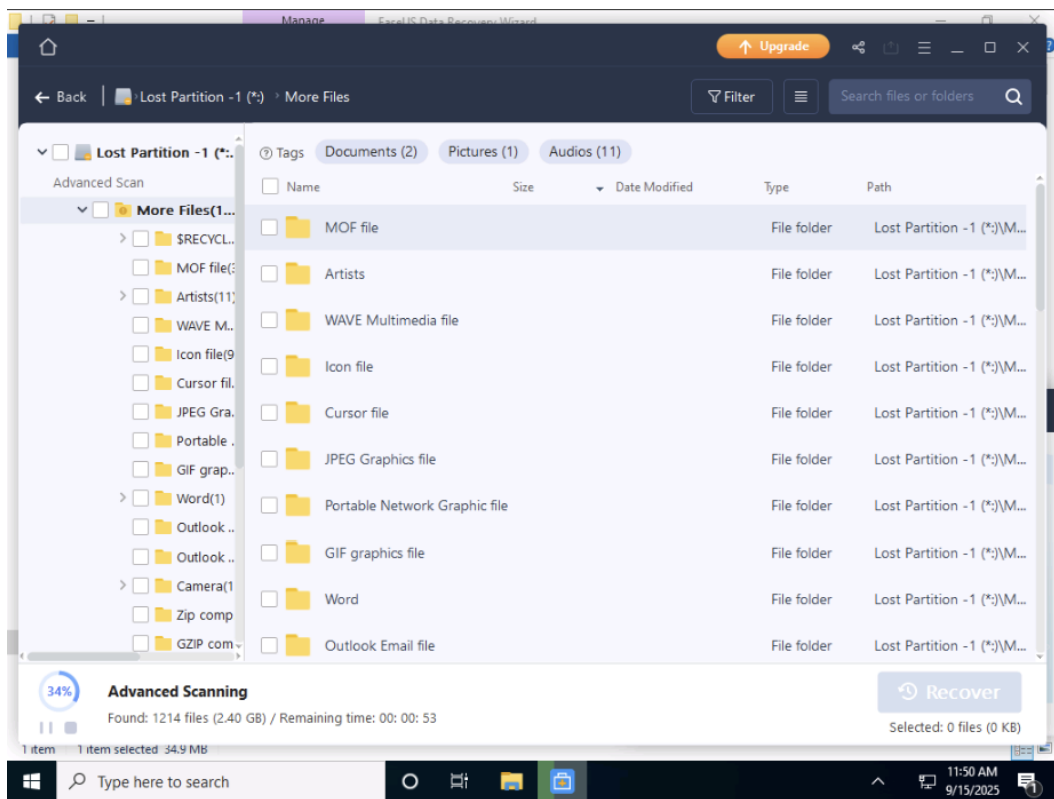 Manage EaseUS Data Recovery Wizard
Upgrade
Back Lost Partition -1 (*:) More Files
Filter
Search files or folders
Lost Partition -1 (*:..
Tags Documents (2) Pictures (1) Audios (11)
Advanced Scan
Name Size Date Modified Type Path
More Files(1...
$RECYCL..
MOF file(3
Artists(11)
WAVE M..
Icon file(9
Cursor fil.
JPEG Gra.
Portable .
GIF grap..
Word(1)
Outlook ..
Outlook ..
Camera(1
Zip comp
GZIP com
MOF file File folder Lost Partition -1 (*:)\M...
Artists File folder Lost Partition -1 (*:)\M...
WAVE Multimedia file File folder Lost Partition -1 (*:)\M...
Icon file File folder Lost Partition -1 (*:)\M...
Cursor file File folder Lost Partition -1 (*:)\M...
JPEG Graphics file File folder Lost Partition -1 (*:)\M...
Portable Network Graphic file File folder Lost Partition -1 (*:)\M...
GIF graphics file File folder Lost Partition -1 (*:)\M...
Word File folder Lost Partition -1 (*:)\M...
Outlook Email file File folder Lost Partition -1 (*:)\M...
34%
Advanced Scanning
Found: 1214 files (2.40 GB) / Remaining time: 00: 00: 53
Recover
Selected: 0 files (0 KB)
1 item 1 item selected 34.9 MB
Type here to search
11:50 AM
9/15/2025
1